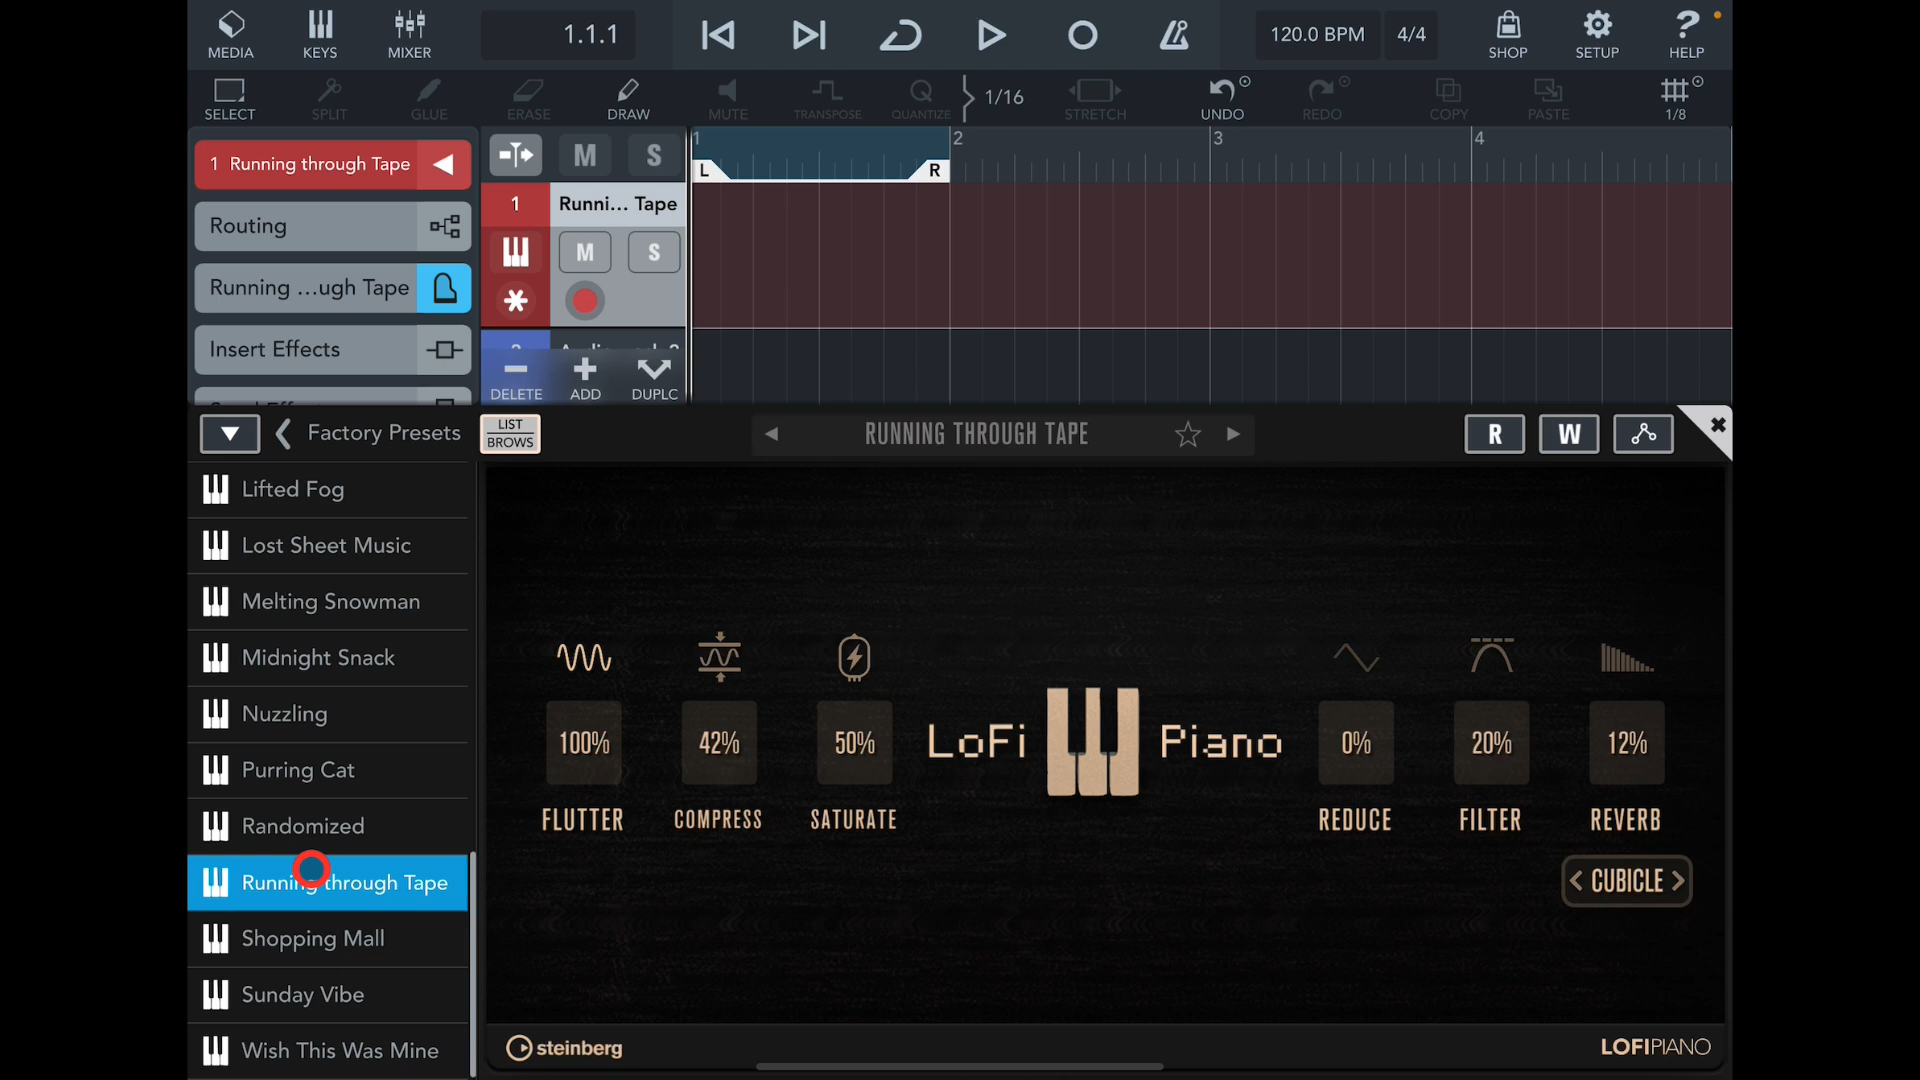 MEDIA
KEYS
MIXER
1.1.1
120.0 BPM
4/4
SHOP
SETUP
HELP
SELECT
SPLIT
GLUE
ERASE
DRAW
MUTE
TRANSPOSE
QUANTIZE
1/16
STRETCH
UNDO
REDO
COPY
PASTE
1/8
1 Running through Tape
M S
1 2 3 4
L R
1 Runni... Tape
Routing
M S
Running ...ugh Tape
Insert Effects
DELETE ADD DUPLC
Factory Presets
LIST
BROWS
RUNNING THROUGH TAPE
R W
Lifted Fog
Lost Sheet Music
Melting Snowman
Midnight Snack
Nuzzling
Purring Cat
Randomized
Running through Tape
Shopping Mall
Sunday Vibe
Wish This Was Mine
100% 42% 50% LoFi Piano 0% 20% 12%
FLUTTER COMPRESS SATURATE REDUCE FILTER REVERB
< CUBICLE >
steinberg
LOFIPIANO